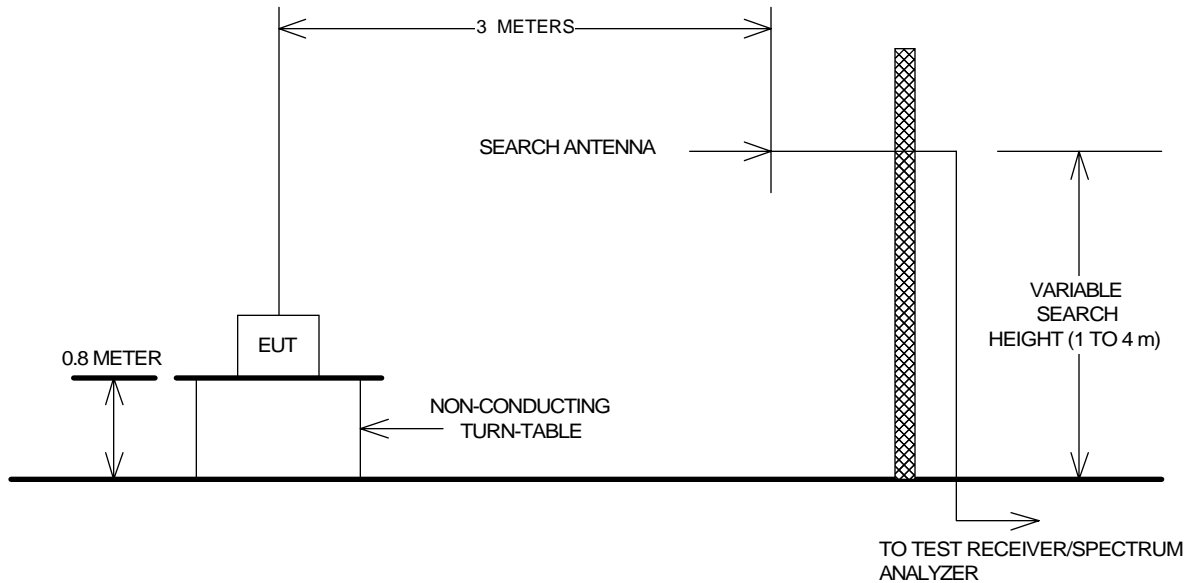 3 METERS
SEARCH ANTENNA
VARIABLE
SEARCH
HEIGHT (1 TO 4 m)
EUT
0.8 METER
NON-CONDUCTING
TURN-TABLE
TO TEST RECEIVER/SPECTRUM
ANALYZER